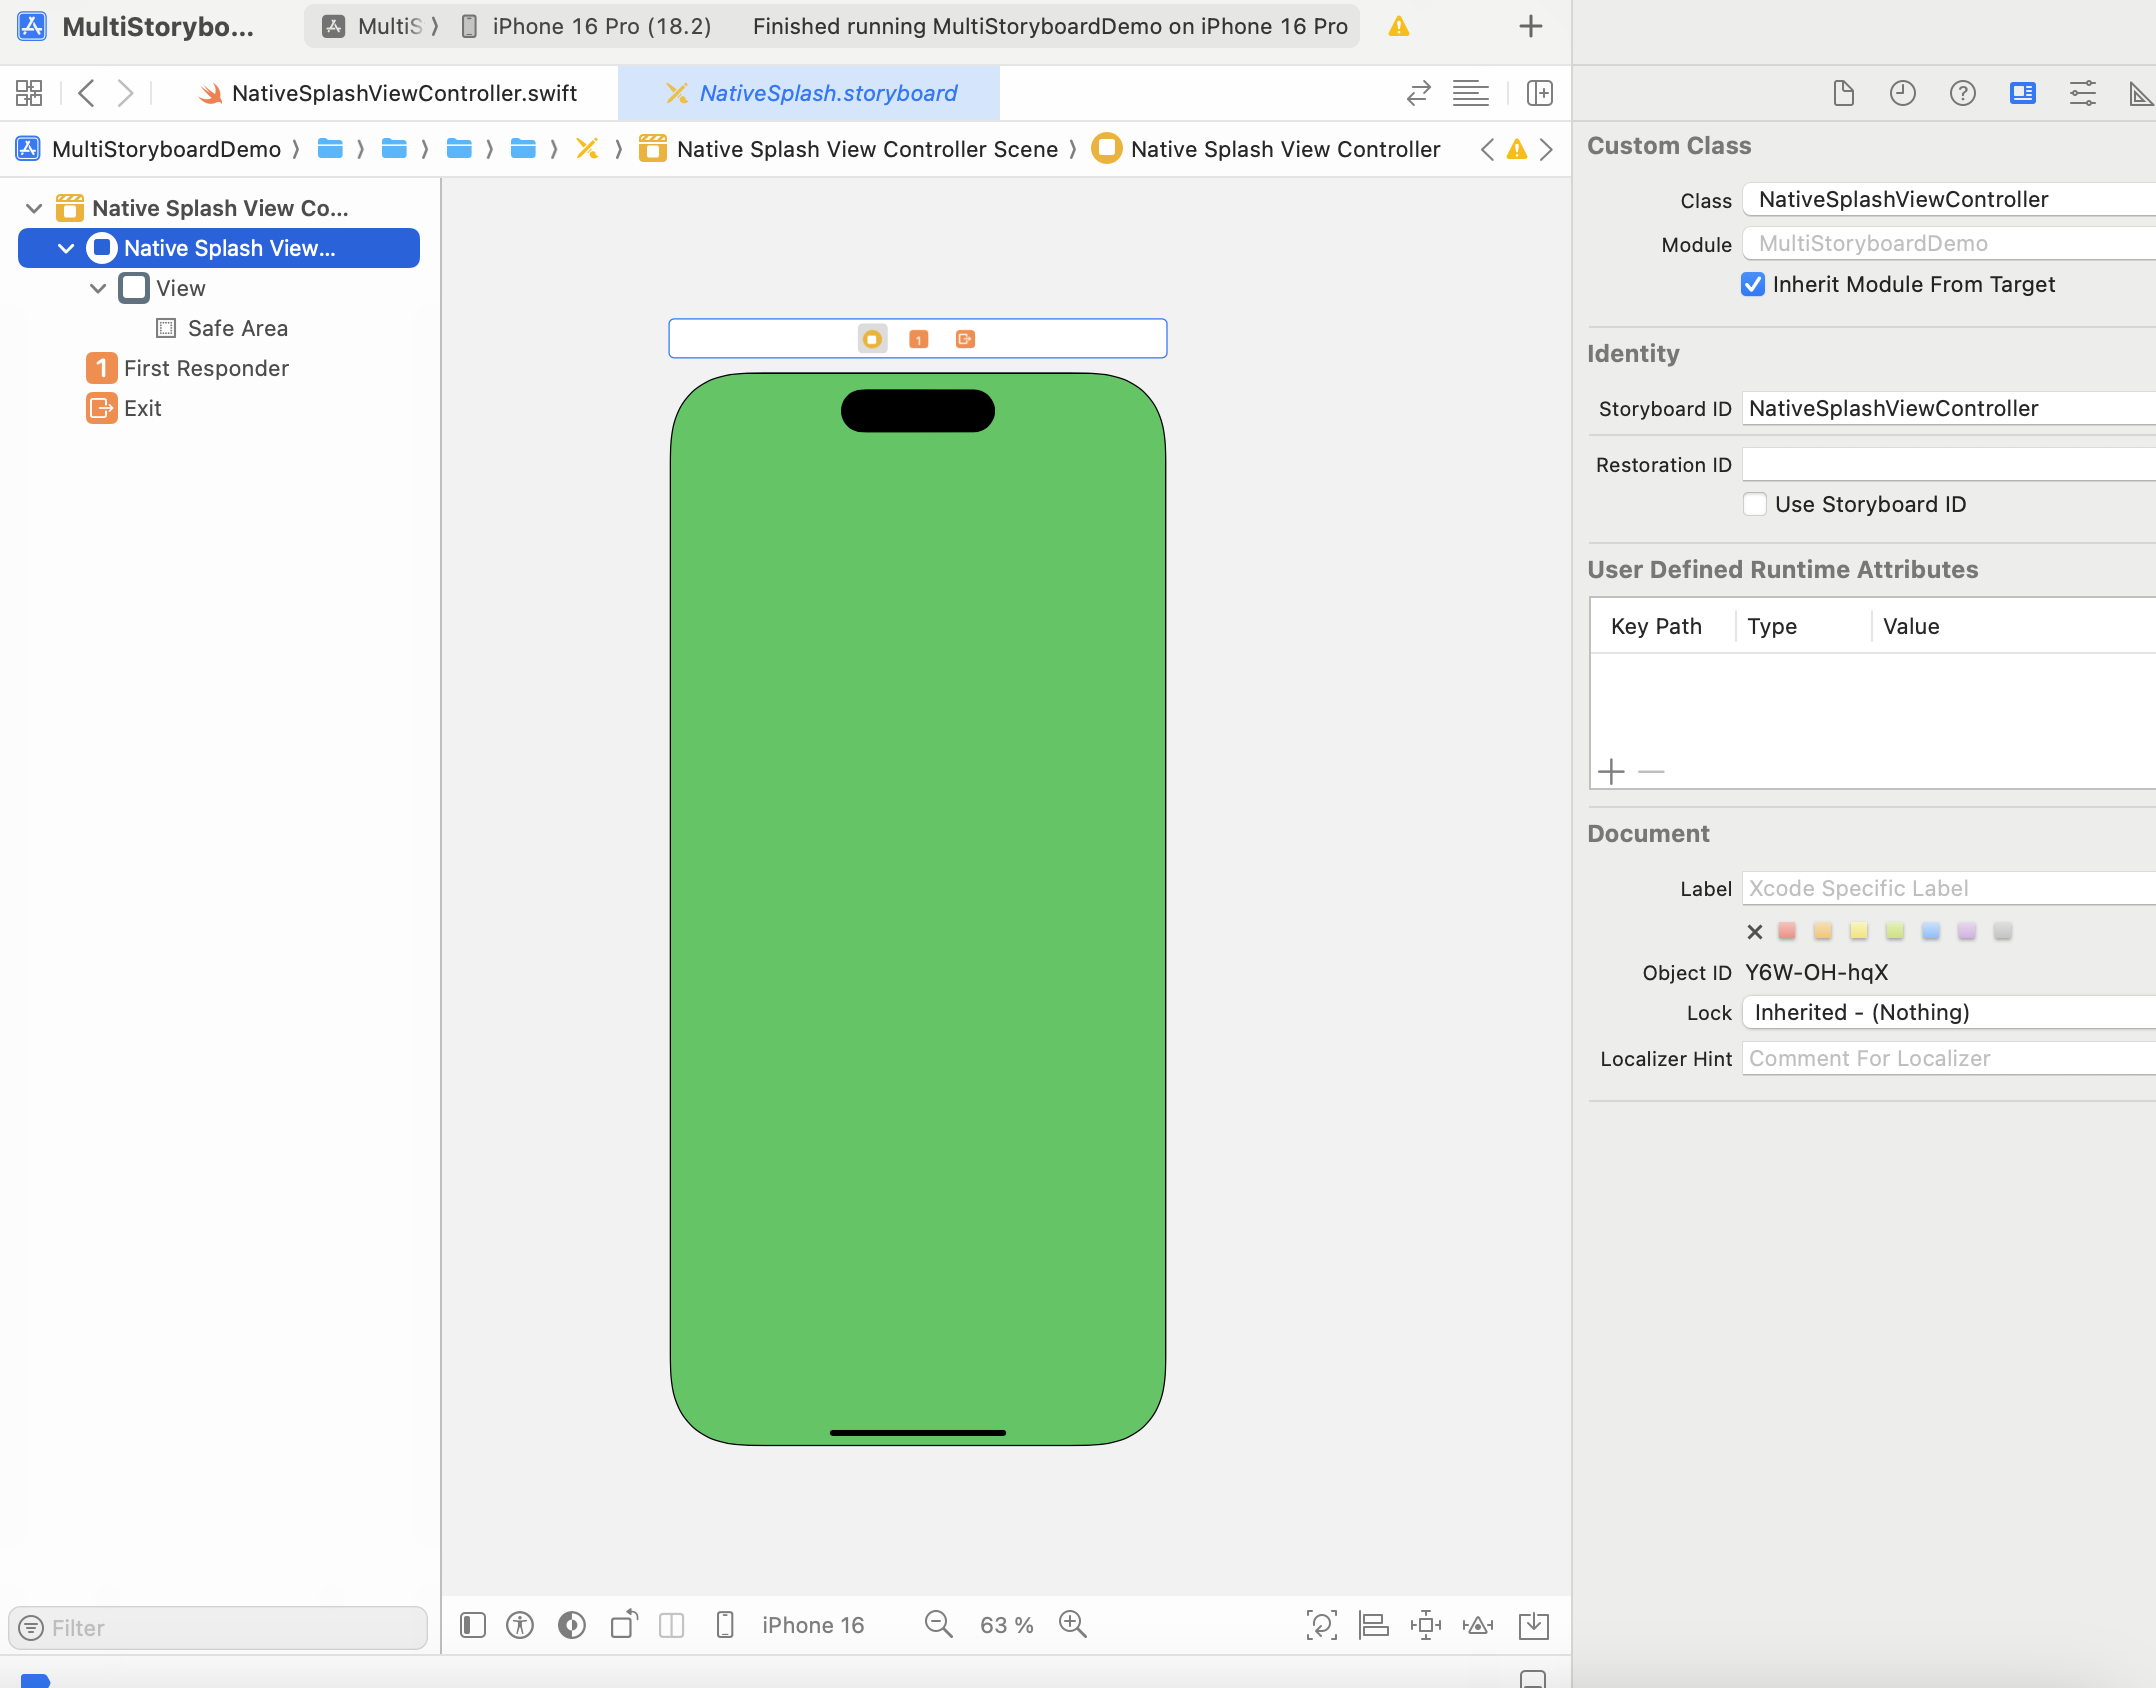 MultiStorybo...
MultiS
iPhone 16 Pro (18.2)
Finished running MultiStoryboardDemo on iPhone 16 Pro
NativeSplashViewController.swift
NativeSplash.storyboard
MultiStoryboardDemo
Native Splash View Controller Scene
Native Splash View Controller
Native Splash View Co...
Native Splash View...
View
Safe Area
1
First Responder
Exit
1
Filter
iPhone 16
63 %
Custom Class
Class NativeSplashViewController
Module MultiStoryboardDemo
Inherit Module From Target
Identity
Storyboard ID NativeSplashViewController
Restoration ID
Use Storyboard ID
User Defined Runtime Attributes
Key Path Type Value
Document
Label Xcode Specific Label
Object ID Y6W-OH-hqX
Lock Inherited - (Nothing)
Localizer Hint Comment For Localizer